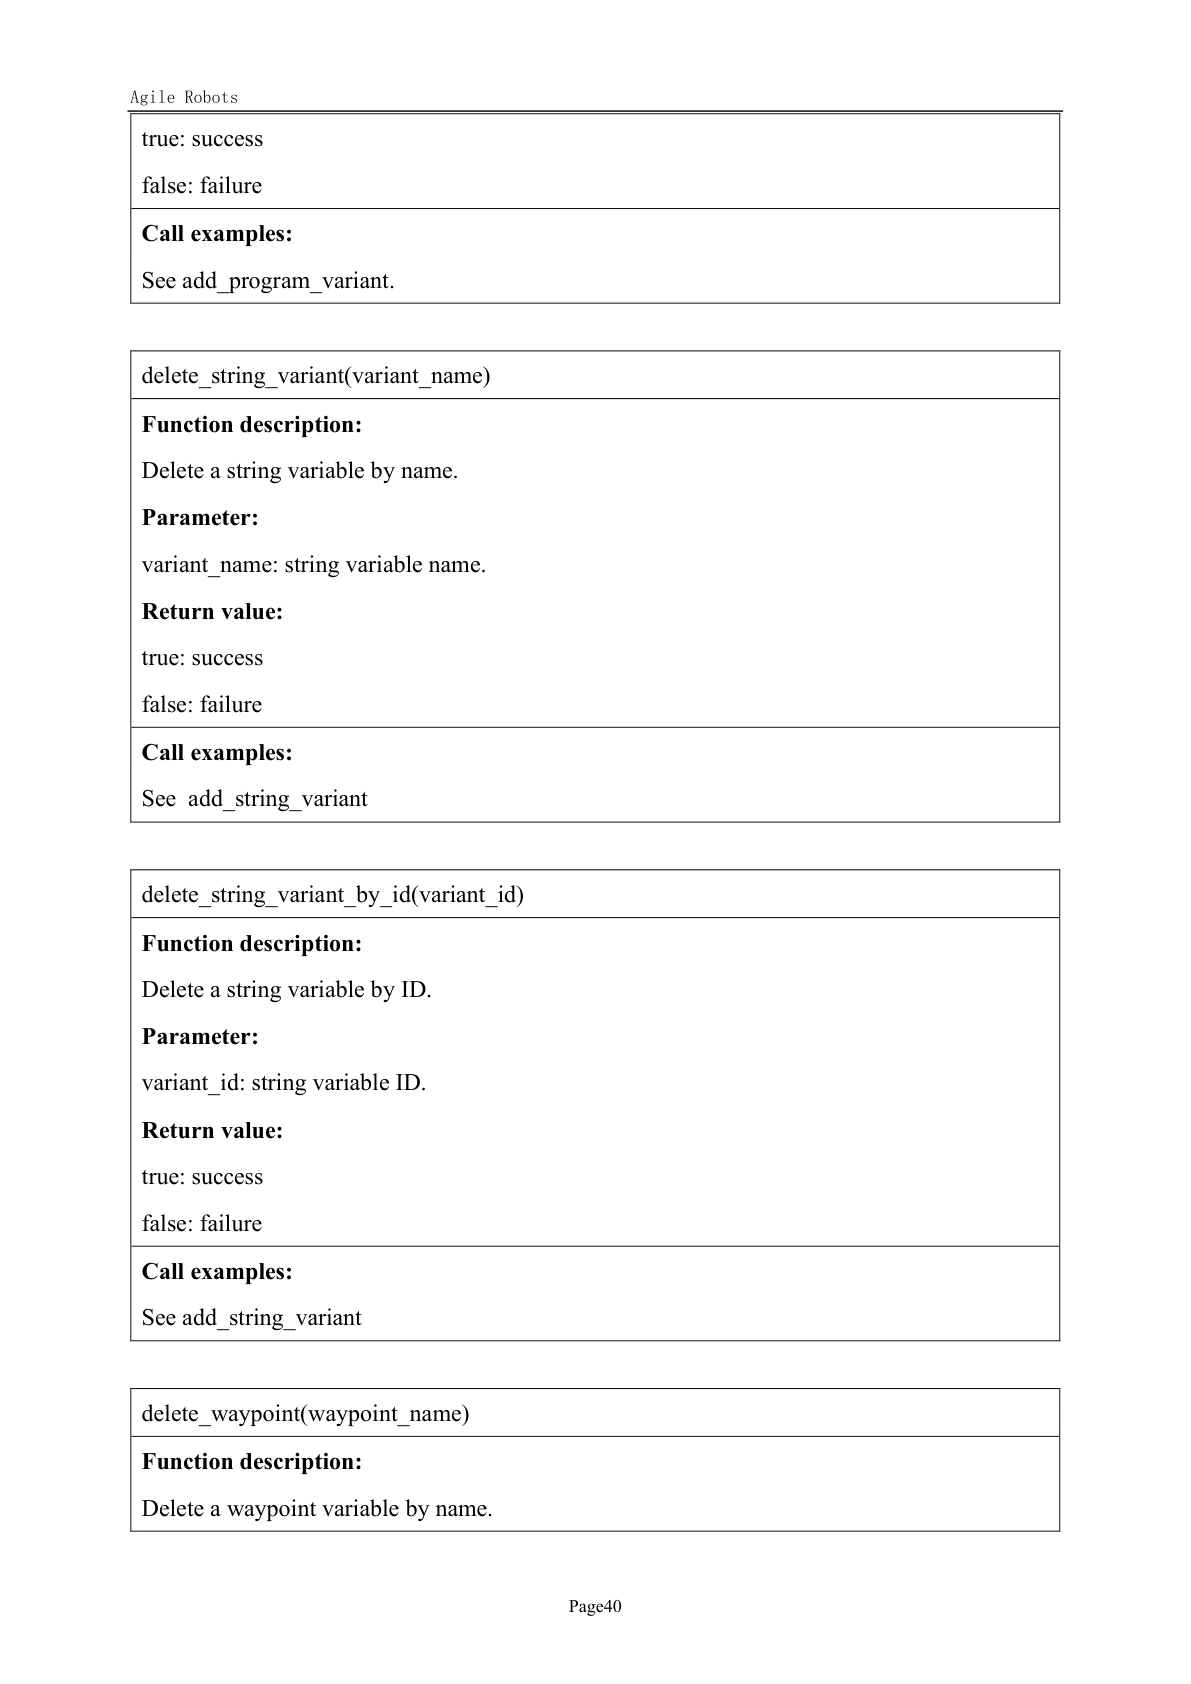 Agile Robots
true: success
false: failure
Call examples:
See add_program_variant.
delete_string_variant(variant_name)
Function description:
Delete a string variable by name.
Parameter:
variant_name: string variable name.
Return value:
true: success
false: failure
Call examples:
See  add_string_variant
delete_string_variant_by_id(variant_id)
Function description:
Delete a string variable by ID.
Parameter:
variant_id: string variable ID.
Return value:
true: success
false: failure
Call examples:
See add_string_variant
delete_waypoint(waypoint_name)
Function description:
Delete a waypoint variable by name.
Page40